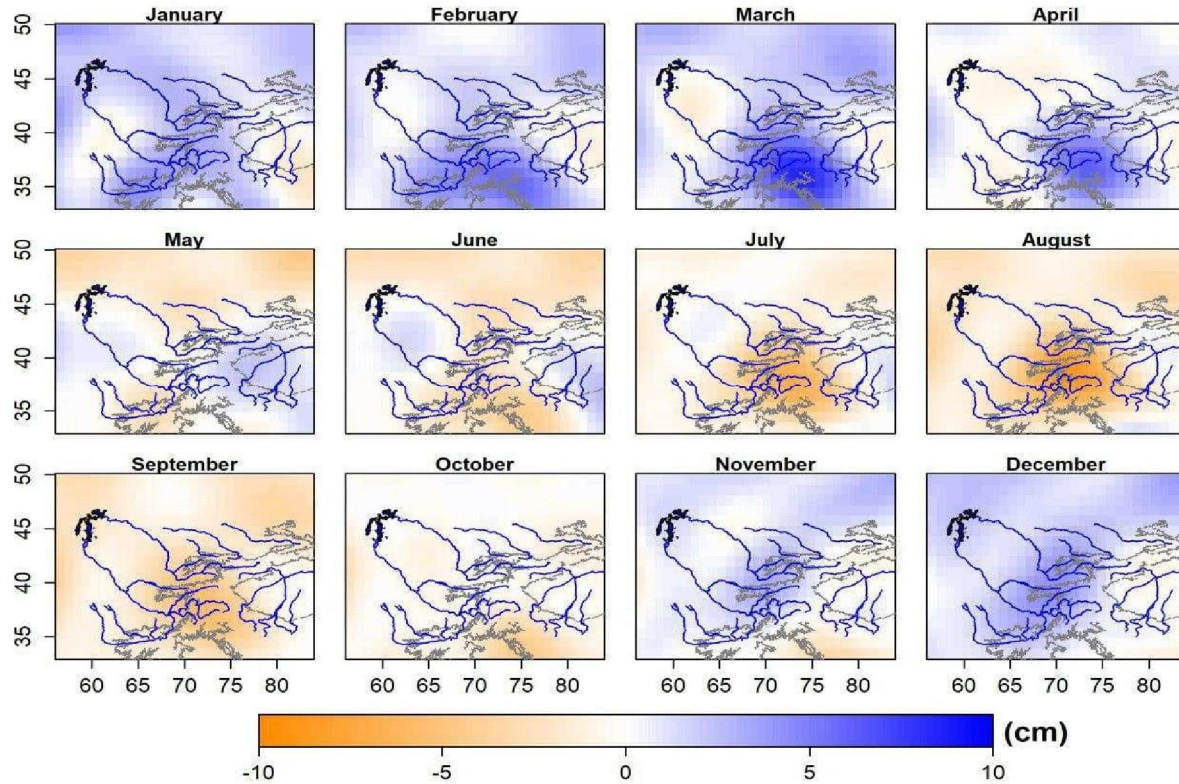 January February March April
50
45
40
35
May June July August
50
45
40
35
September October November December
50
45
40
35
60 65 70 75 80 60 65 70 75 80 60 65 70 75 80 60 65 70 75 80
(cm)
-10 -5 0 5 10